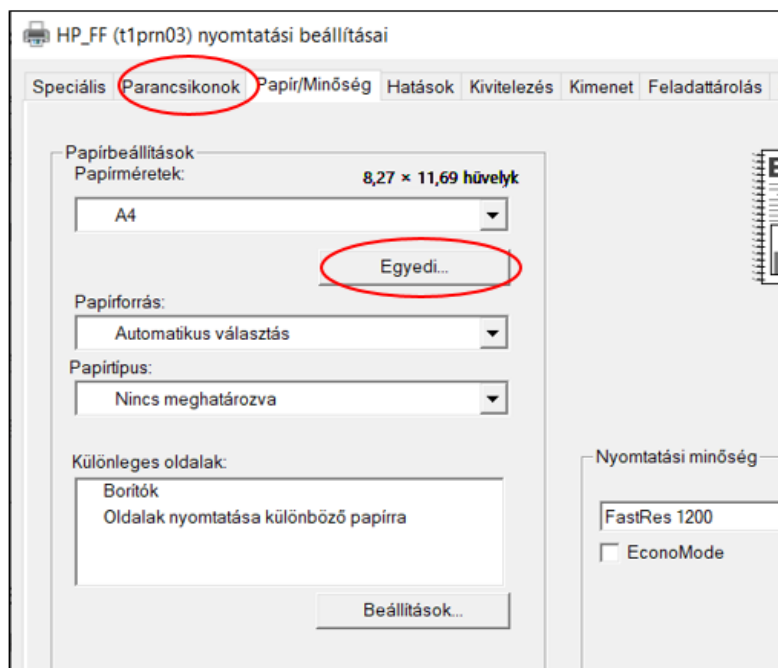 HP_FF (t1prn03) nyomtatási beállításai
Speciális Parancsikonok Papír/Minőség Hatások Kivitelezés Kimenet Feladattárolás
Papírbeállítások
Papírméretek: 8,27 × 11,69 hüvelyk
A4
Egyedi...
Papírforrás:
Automatikus választás
Papírtípus:
Nincs meghatározva
Különleges oldalak:
Borítók
Oldalak nyomtatása különböző papírra
Beállítások...
Nyomtatási minőség
FastRes 1200
EconoMode